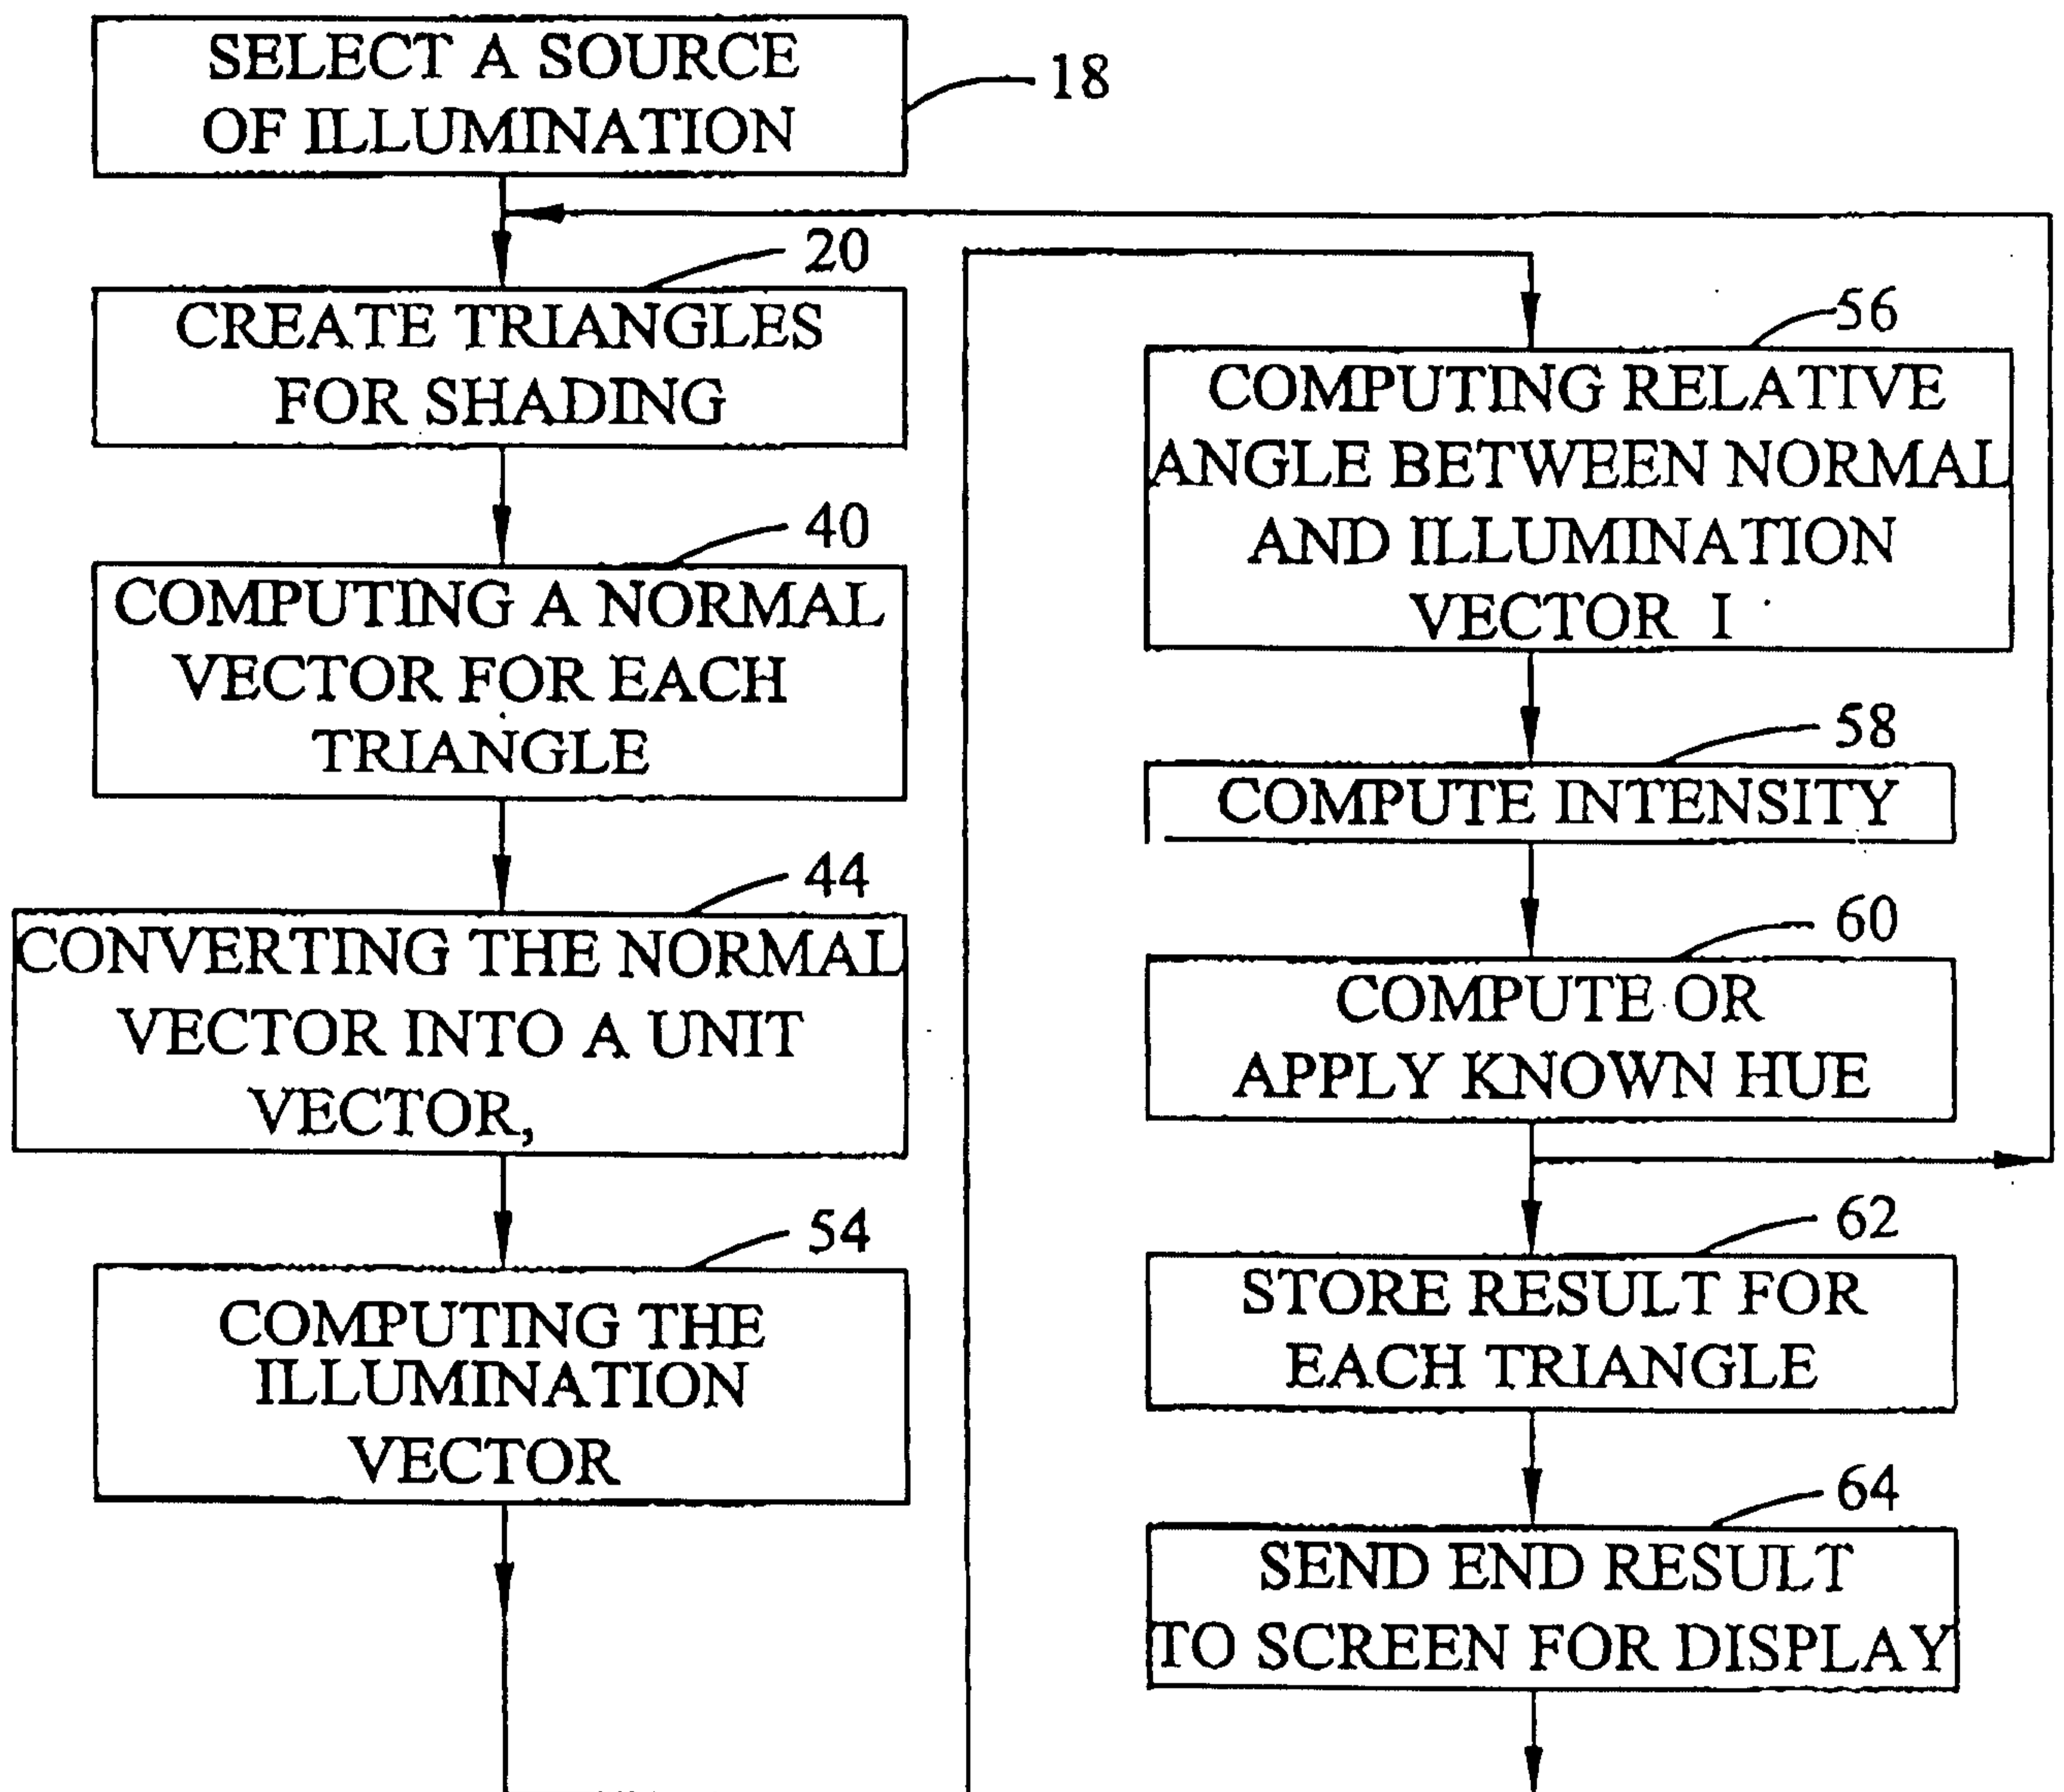 SELECT A SOURCE
OF ILLUMINATION
18
20
CREATE TRIANGLES
FOR SHADING
40
COMPUTING A NORMAL
VECTOR FOR EACH
TRIANGLE
44
CONVERTING THE NORMAL
VECTOR INTO A UNIT
VECTOR,
54
COMPUTING THE
ILLUMINATION
VECTOR
56
COMPUTING RELATIVE
ANGLE BETWEEN NORMAL
AND ILLUMINATION
VECTOR I
58
COMPUTE INTENSITY
60
COMPUTE OR
APPLY KNOWN HUE
62
STORE RESULT FOR
EACH TRIANGLE
64
SEND END RESULT
TO SCREEN FOR DISPLAY